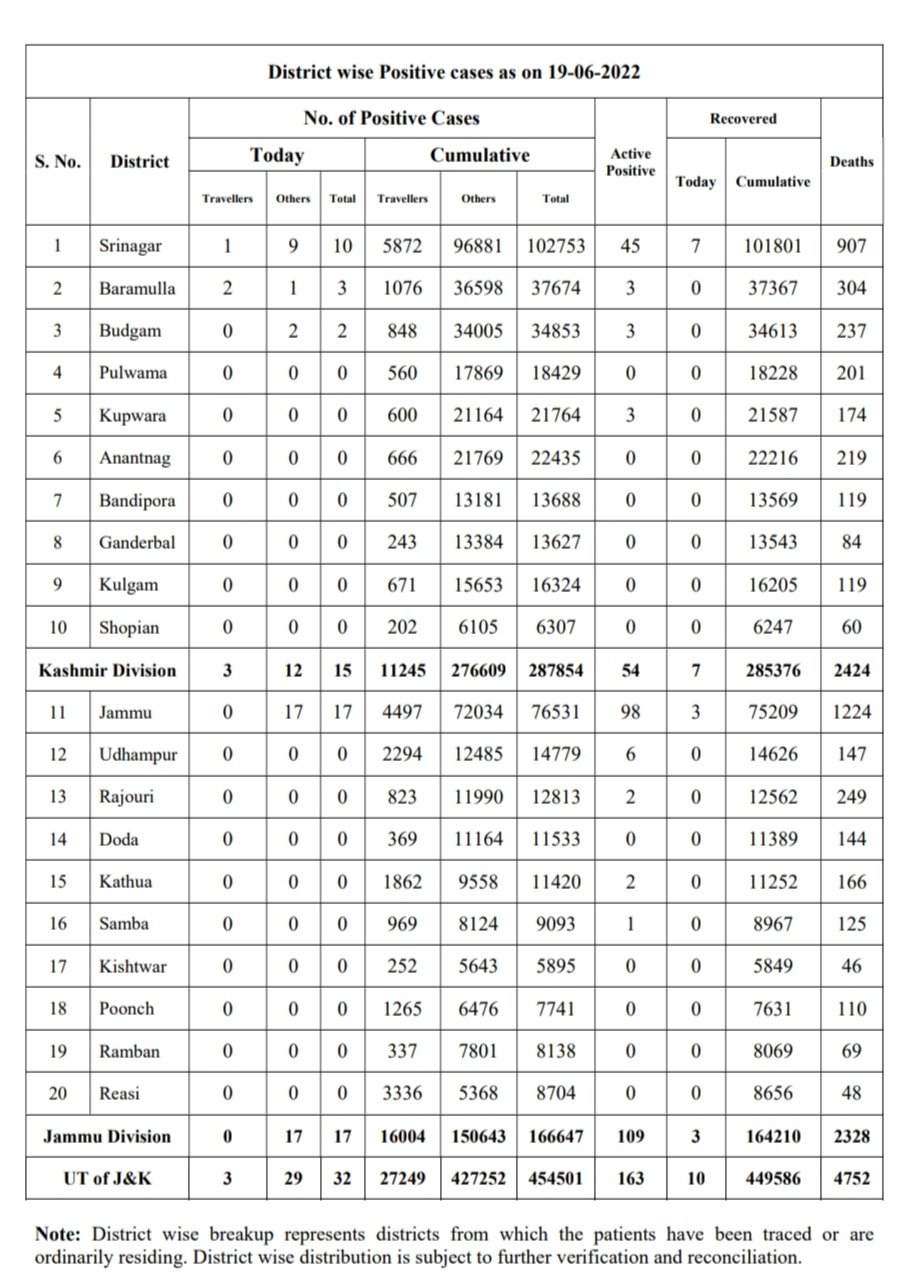 District wise Positive cases as on 19-06-2022
S. No. District No. of Positive Cases Active Positive Recovered Deaths
Today Cumulative Today Cumulative
Travellers Others Total Travellers Others Total
1 Srinagar 1 9 10 5872 96881 102753 45 7 101801 907
2 Baramulla 2 1 3 1076 36598 37674 3 0 37367 304
3 Budgam 0 2 2 848 34005 34853 3 0 34613 237
4 Pulwama 0 0 0 560 17869 18429 0 0 18228 201
5 Kupwara 0 0 0 600 21164 21764 3 0 21587 174
6 Anantnag 0 0 0 666 21769 22435 0 0 22216 219
7 Bandipora 0 0 0 507 13181 13688 0 0 13569 119
8 Ganderbal 0 0 0 243 13384 13627 0 0 13543 84
9 Kulgam 0 0 0 671 15653 16324 0 0 16205 119
10 Shopian 0 0 0 202 6105 6307 0 0 6247 60
Kashmir Division 3 12 15 11245 276609 287854 54 7 285376 2424
11 Jammu 0 17 17 4497 72034 76531 98 3 75209 1224
12 Udhampur 0 0 0 2294 12485 14779 6 0 14626 147
13 Rajouri 0 0 0 823 11990 12813 2 0 12562 249
14 Doda 0 0 0 369 11164 11533 0 0 11389 144
15 Kathua 0 0 0 1862 9558 11420 2 0 11252 166
16 Samba 0 0 0 969 8124 9093 1 0 8967 125
17 Kishtwar 0 0 0 252 5643 5895 0 0 5849 46
18 Poonch 0 0 0 1265 6476 7741 0 0 7631 110
19 Ramban 0 0 0 337 7801 8138 0 0 8069 69
20 Reasi 0 0 0 3336 5368 8704 0 0 8656 48
Jammu Division 0 17 17 16004 150643 166647 109 3 164210 2328
UT of J&K 3 29 32 27249 427252 454501 163 10 449586 4752
Note: District wise breakup represents districts from which the patients have been traced or are
ordinarily residing. District wise distribution is subject to further verification and reconciliation.